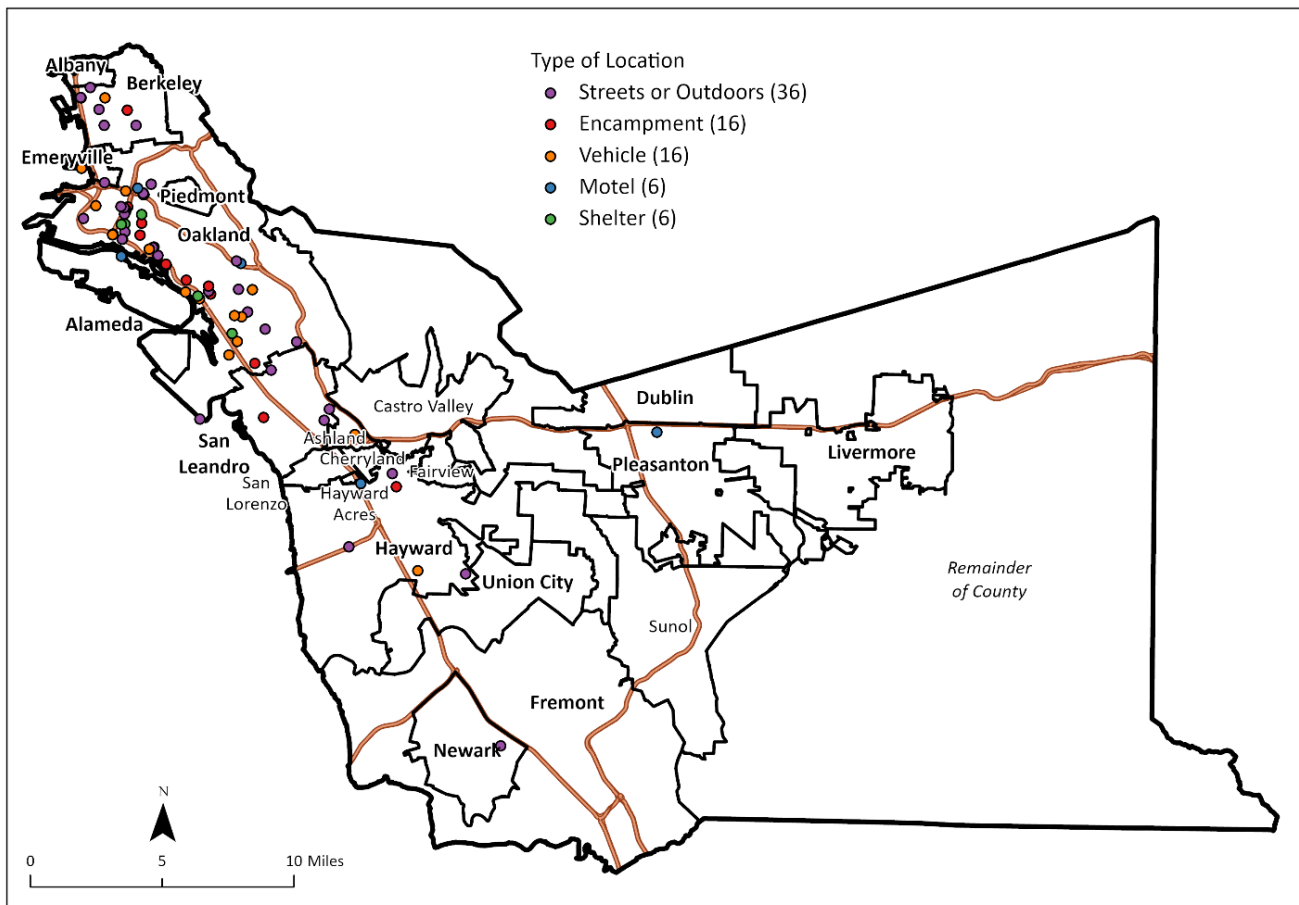 Type of Location
Streets or Outdoors (36)
Encampment (16)
Vehicle (16)
Motel (6)
Shelter (6)
Albany
Berkeley
Emeryville
Piedmont
Oakland
Alameda
Castro Valley
Dublin
San
Leandro
Ashland
Cherryland
Fairview
Pleasanton
Livermore
San
Lorenzo
Hayward
Acres
Hayward
Union City
Remainder
of County
Sunol
Fremont
Newark
N
0 5 10 Miles